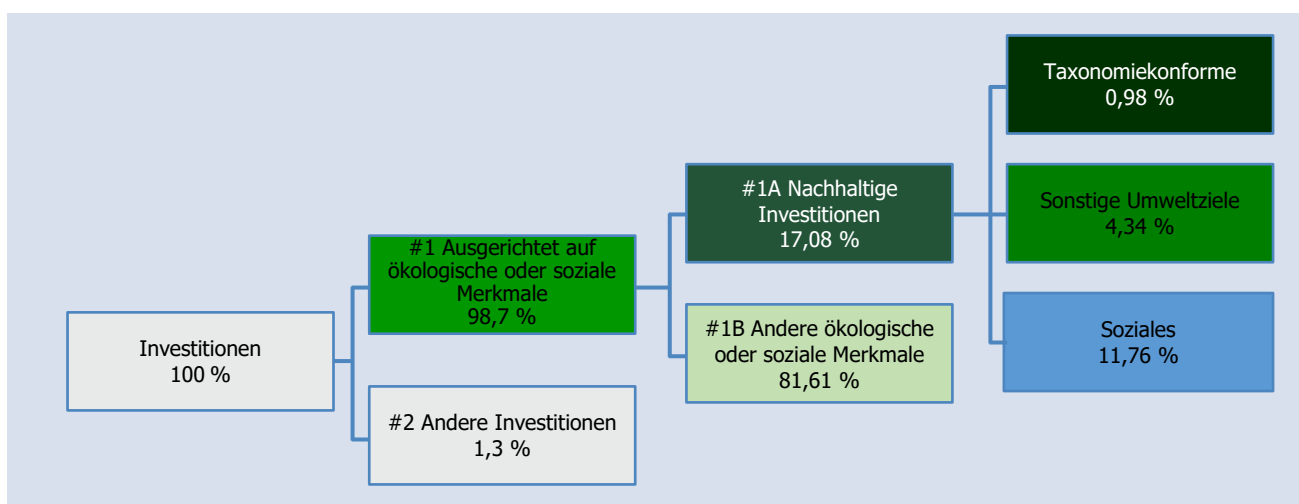 Investitionen
100 %
#1 Ausgerichtet auf
ökologische oder soziale
Merkmale
98,7 %
#2 Andere Investitionen
1,3 %
#1A Nachhaltige
Investitionen
17,08 %
#1B Andere ökologische
oder soziale Merkmale
81,61 %
Taxonomiekonforme
0,98 %
Sonstige Umweltziele
4,34 %
Soziales
11,76 %